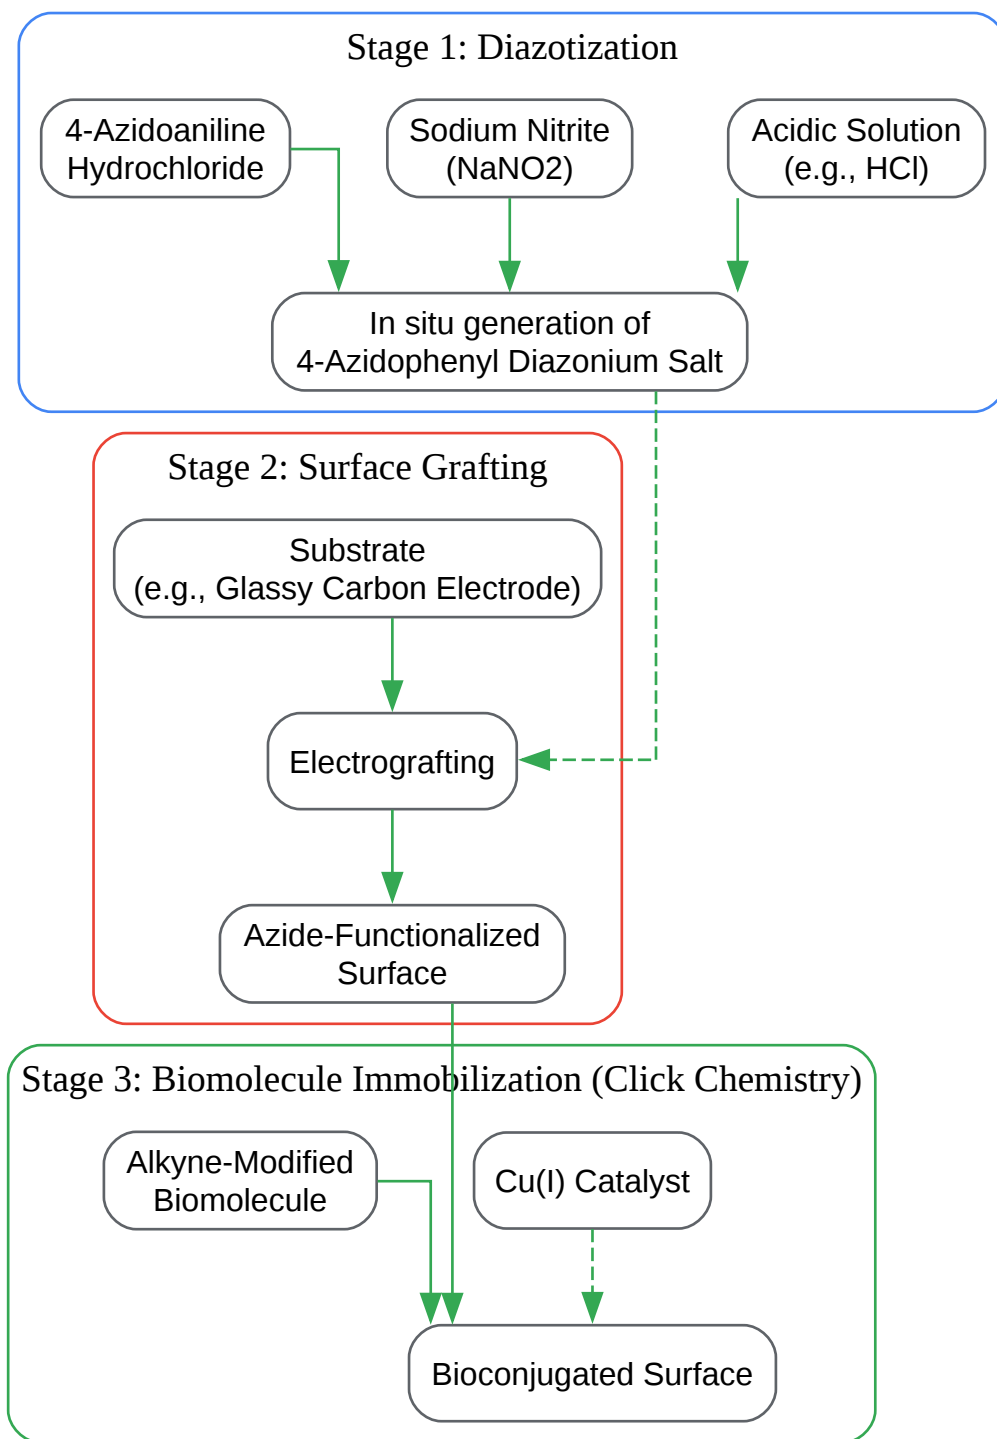 Stage 1: Diazotization
4-Azidoaniline
Hydrochloride
Sodium Nitrite
(NaNO2)
Acidic Solution
(e.g., HCl)
In situ generation of
4-Azidophenyl Diazonium Salt
Stage 2: Surface Grafting
Substrate
(e.g., Glassy Carbon Electrode)
Electrografting
Azide-Functionalized
Surface
Stage 3: Biomolecule Immobilization (Click Chemistry)
Alkyne-Modified
Biomolecule
Cu(I) Catalyst
Bioconjugated Surface